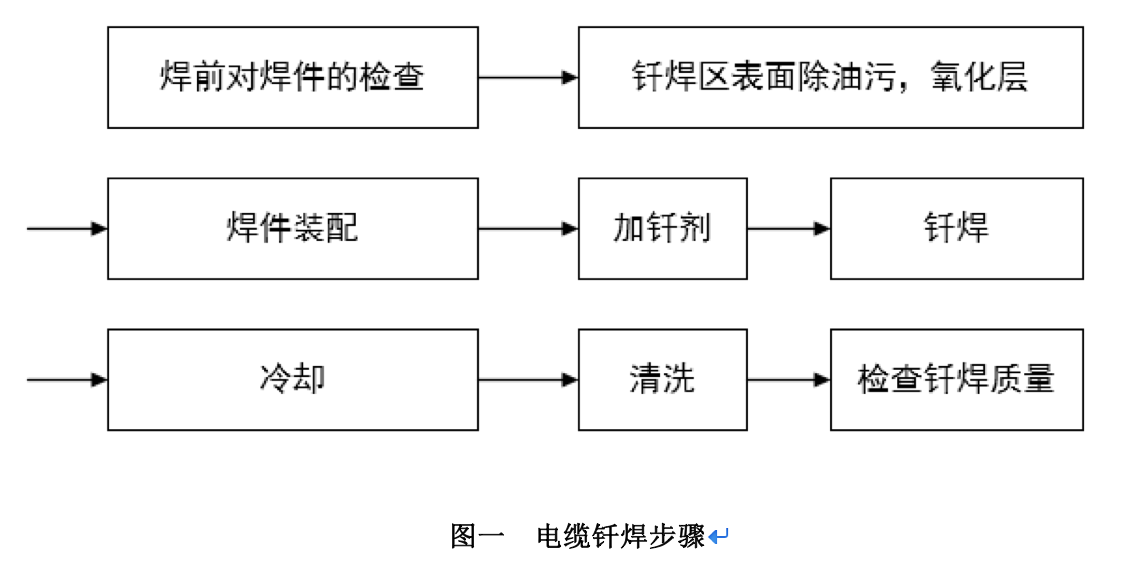 焊前对焊件的检查 钎焊区表面除油污，氧化层
焊件装配 加钎剂 钎焊
冷却 清洗 检查钎焊质量
图一 电缆钎焊步骤